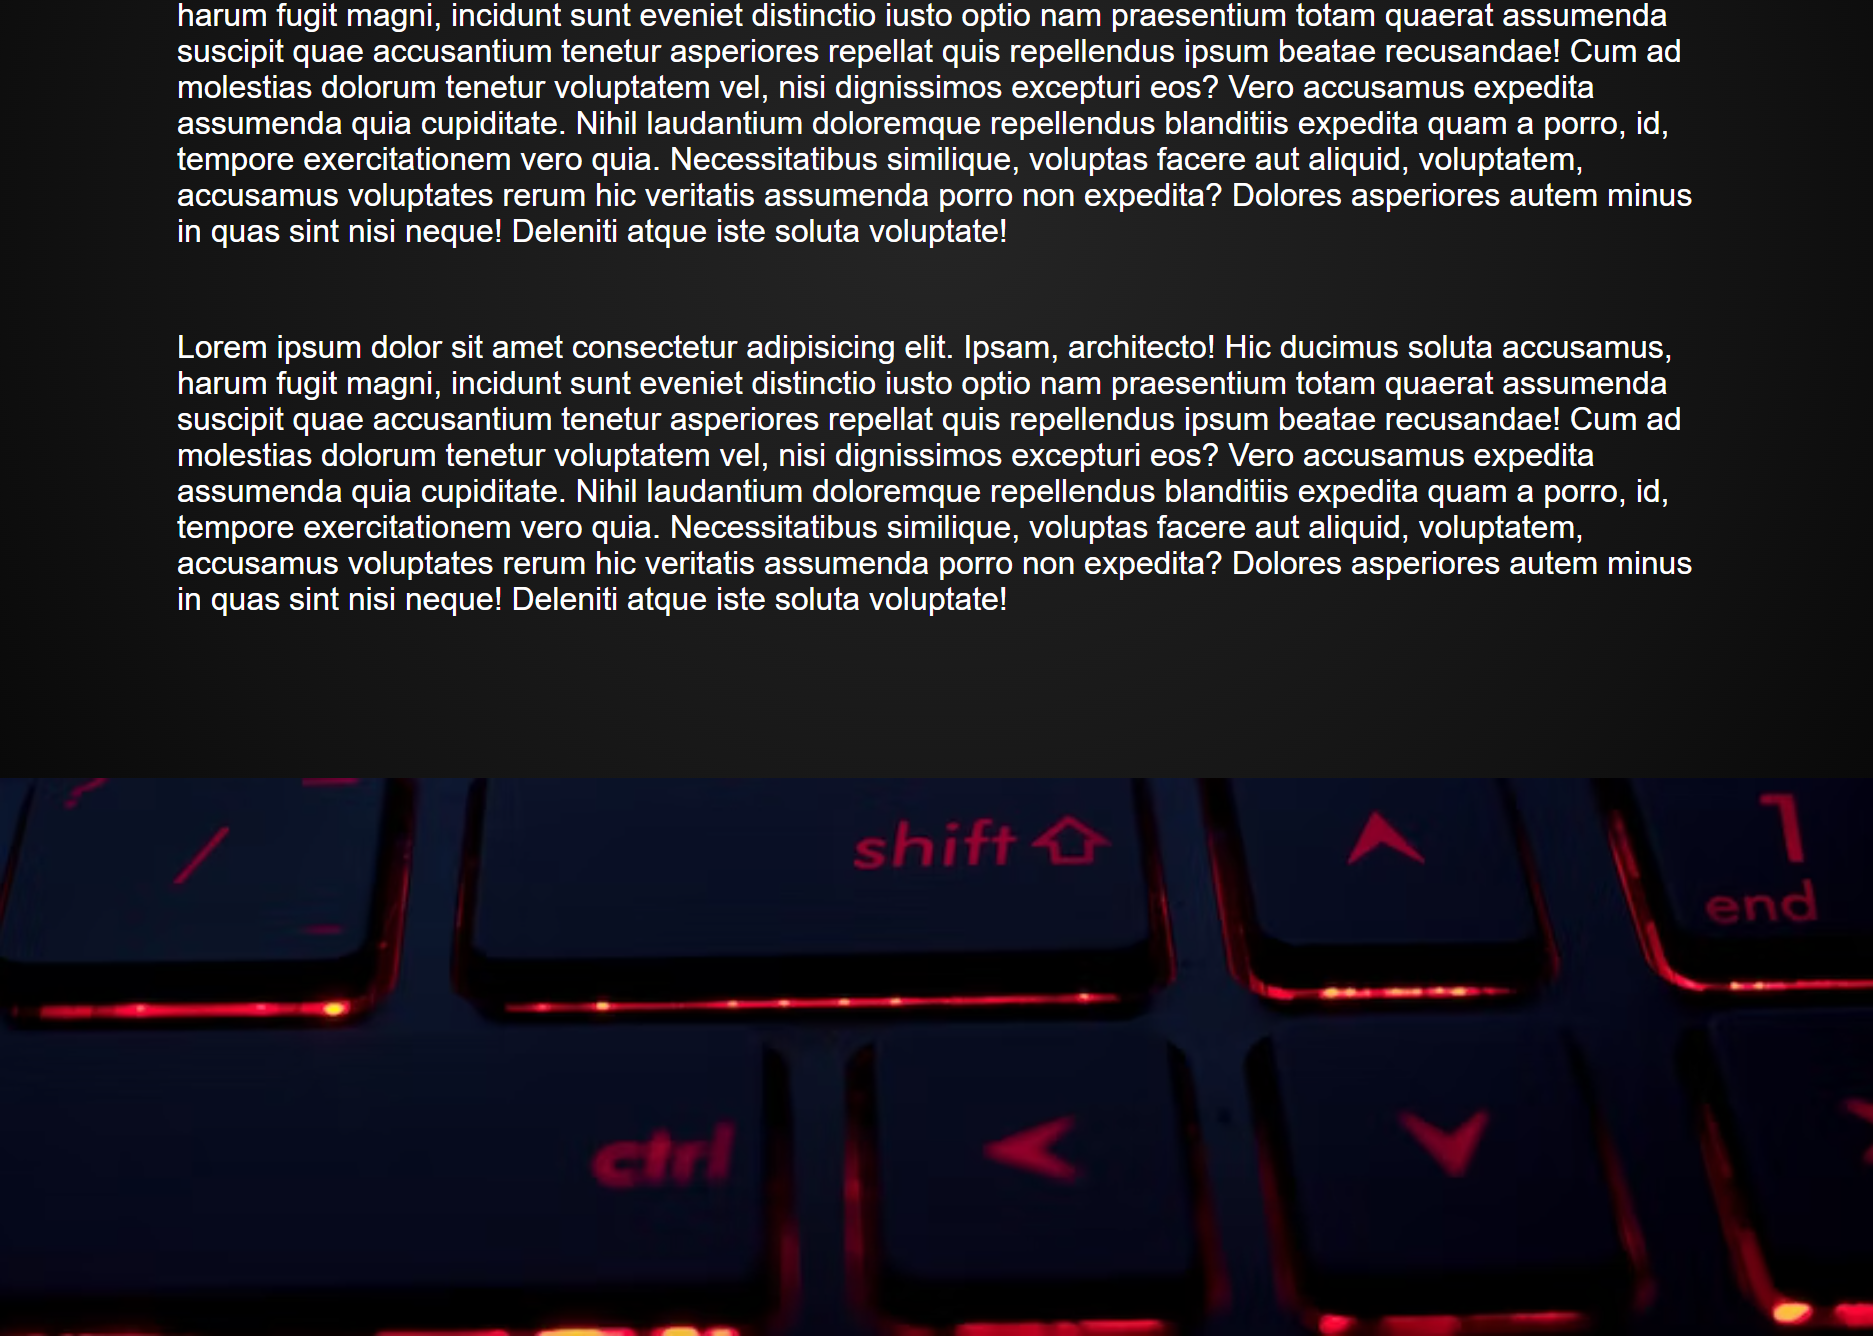 harum fugit magni, incidunt sunt eveniet distinctio iusto optio nam praesentium totam quaerat assumenda
suscipit quae accusantium tenetur asperiores repellat quis repellendus ipsum beatae recusandae! Cum ad
molestias dolorum tenetur voluptatem vel, nisi dignissimos excepturi eos? Vero accusamus expedita
assumenda quia cupiditate. Nihil laudantium doloremque repellendus blanditiis expedita quam a porro, id,
tempore exercitationem vero quia. Necessitatibus similique, voluptas facere aut aliquid, voluptatem,
accusamus voluptates rerum hic veritatis assumenda porro non expedita? Dolores asperiores autem minus
in quas sint nisi neque! Deleniti atque iste soluta voluptate!
Lorem ipsum dolor sit amet consectetur adipisicing elit. Ipsam, architecto! Hic ducimus soluta accusamus,
harum fugit magni, incidunt sunt eveniet distinctio iusto optio nam praesentium totam quaerat assumenda
suscipit quae accusantium tenetur asperiores repellat quis repellendus ipsum beatae recusandae! Cum ad
molestias dolorum tenetur voluptatem vel, nisi dignissimos excepturi eos? Vero accusamus expedita
assumenda quia cupiditate. Nihil laudantium doloremque repellendus blanditiis expedita quam a porro, id,
tempore exercitationem vero quia. Necessitatibus similique, voluptas facere aut aliquid, voluptatem,
accusamus voluptates rerum hic veritatis assumenda porro non expedita? Dolores asperiores autem minus
in quas sint nisi neque! Deleniti atque iste soluta voluptate!
?
/
shift
1
end
ctrl